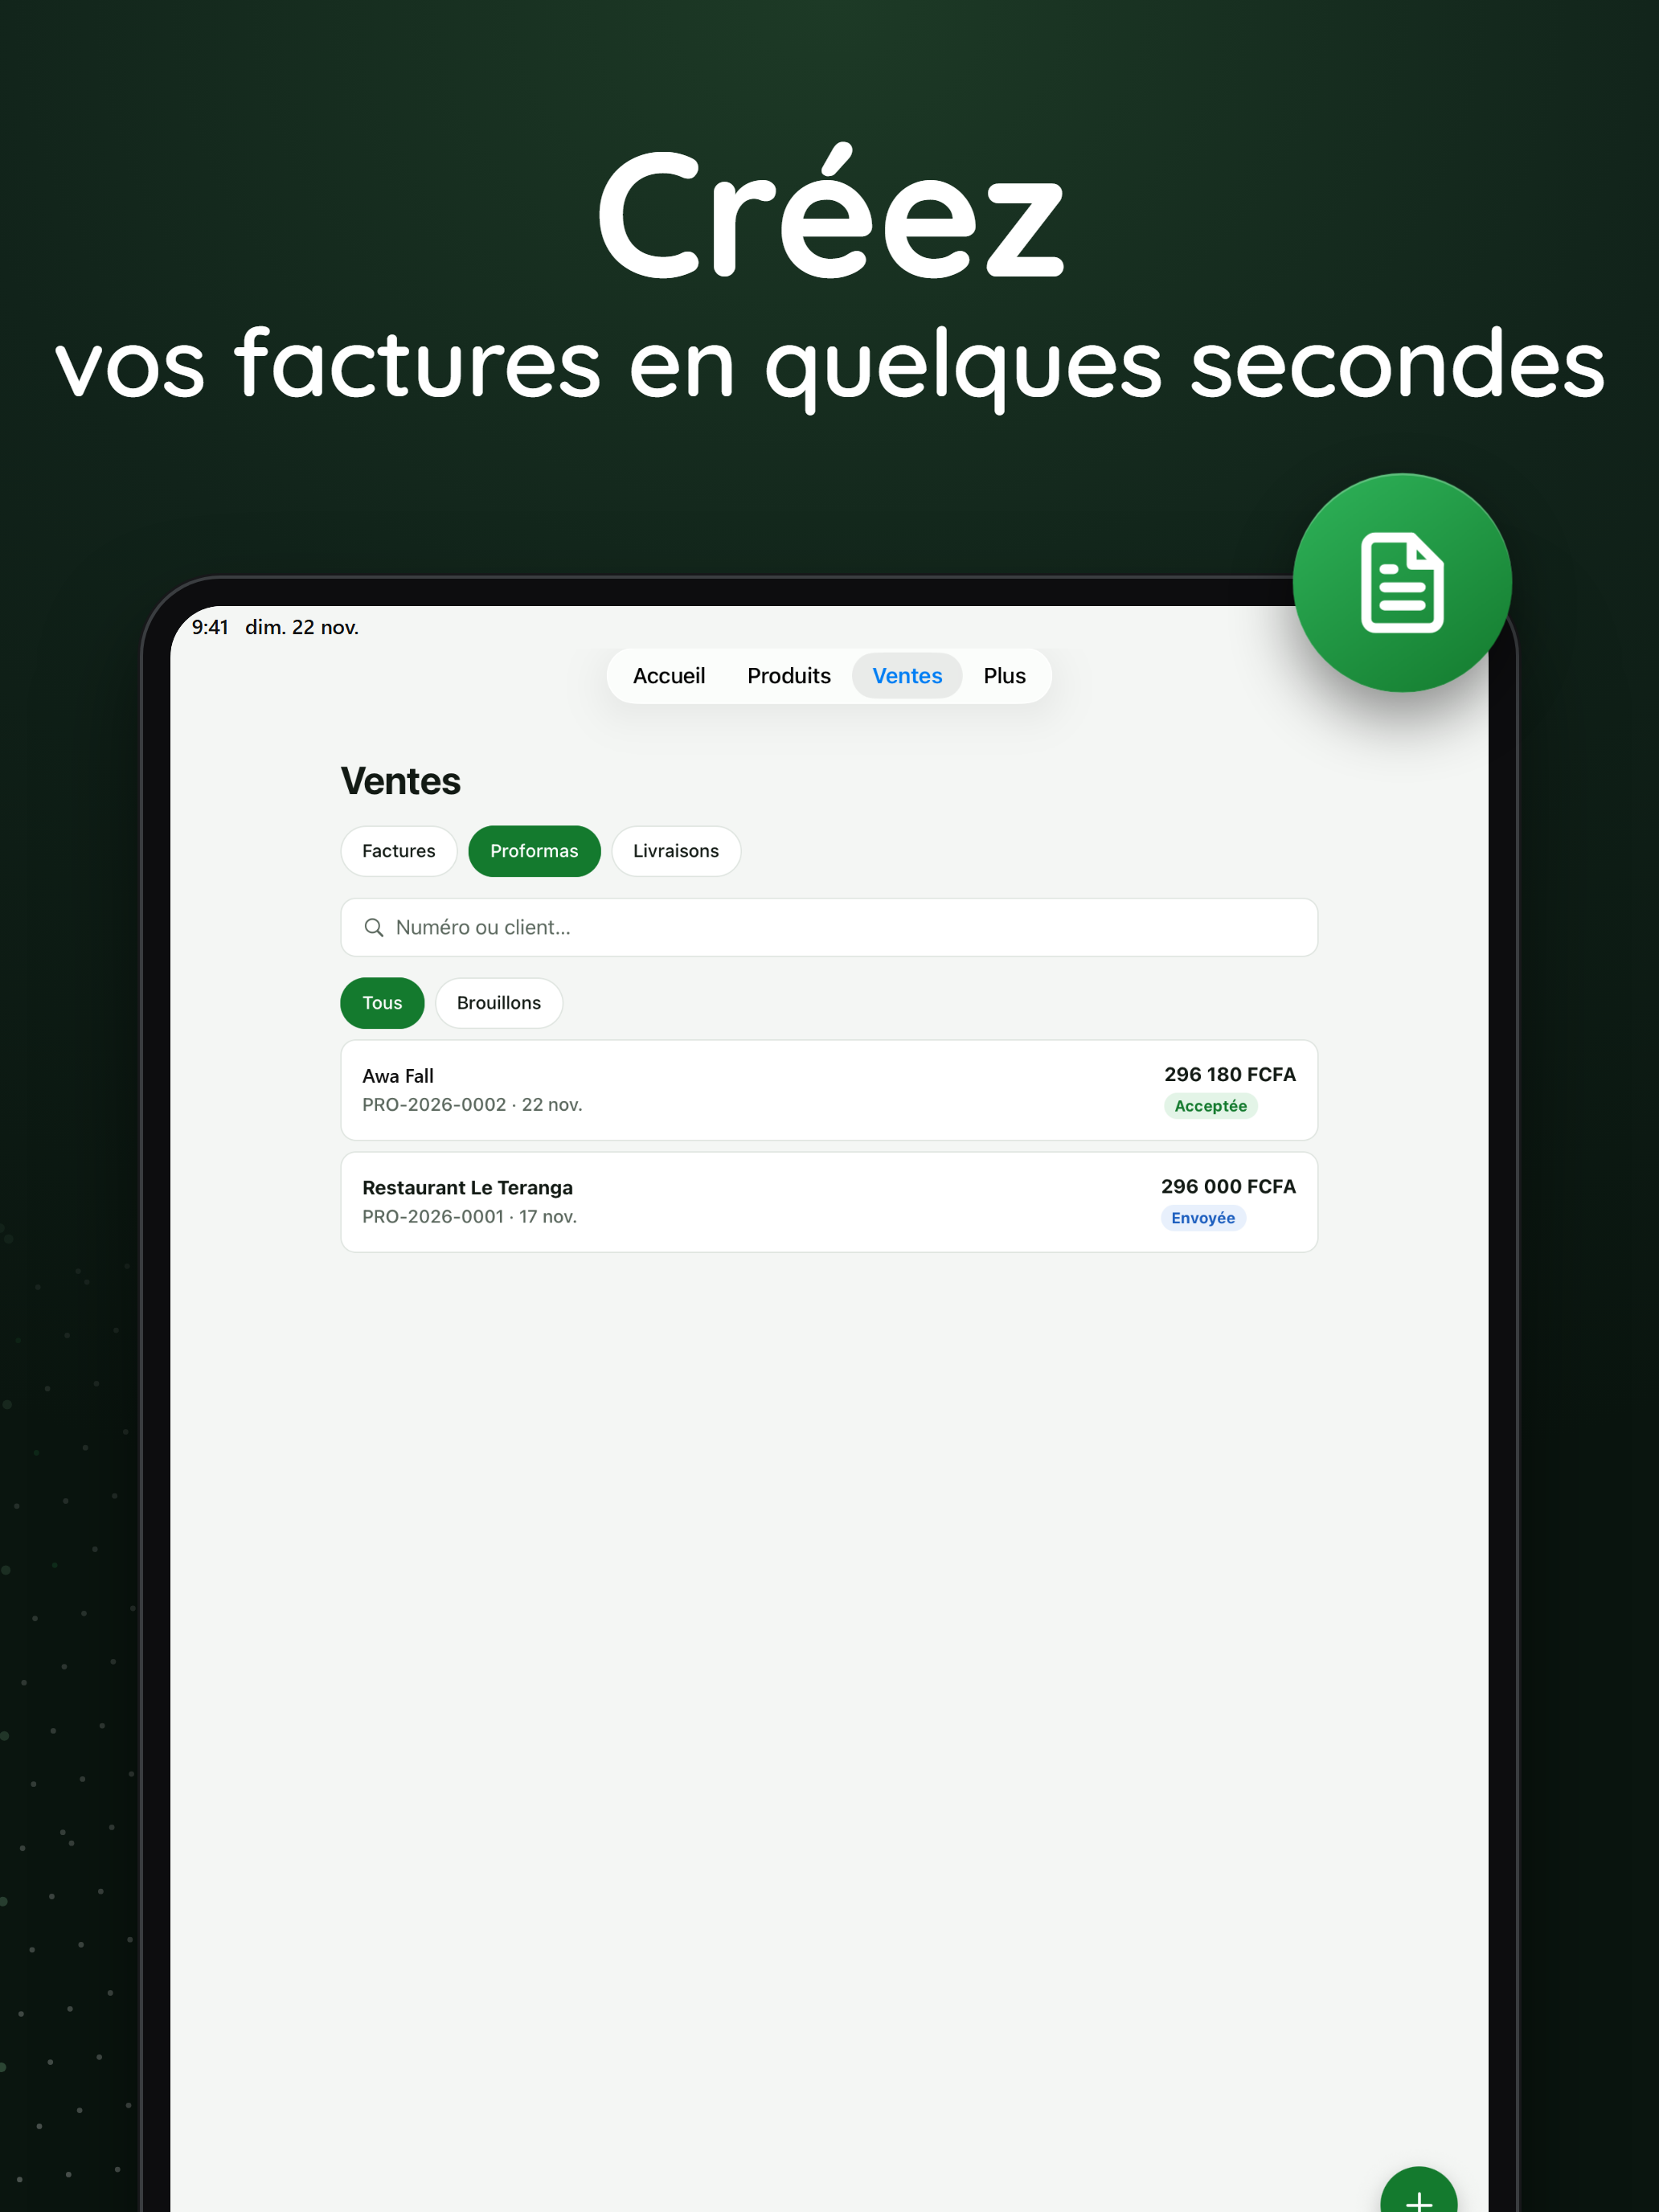 Créez
vos factures en quelques secondes
9:41 dim. 22 nov.
Accueil Produits Ventes Plus
Ventes
Factures Proformas Livraisons
Numéro ou client...
Tous Brouillons
Awa Fall 296 180 FCFA
PRO-2026-0002 · 22 nov. Acceptée
Restaurant Le Teranga 296 000 FCFA
PRO-2026-0001 · 17 nov. Envoyée